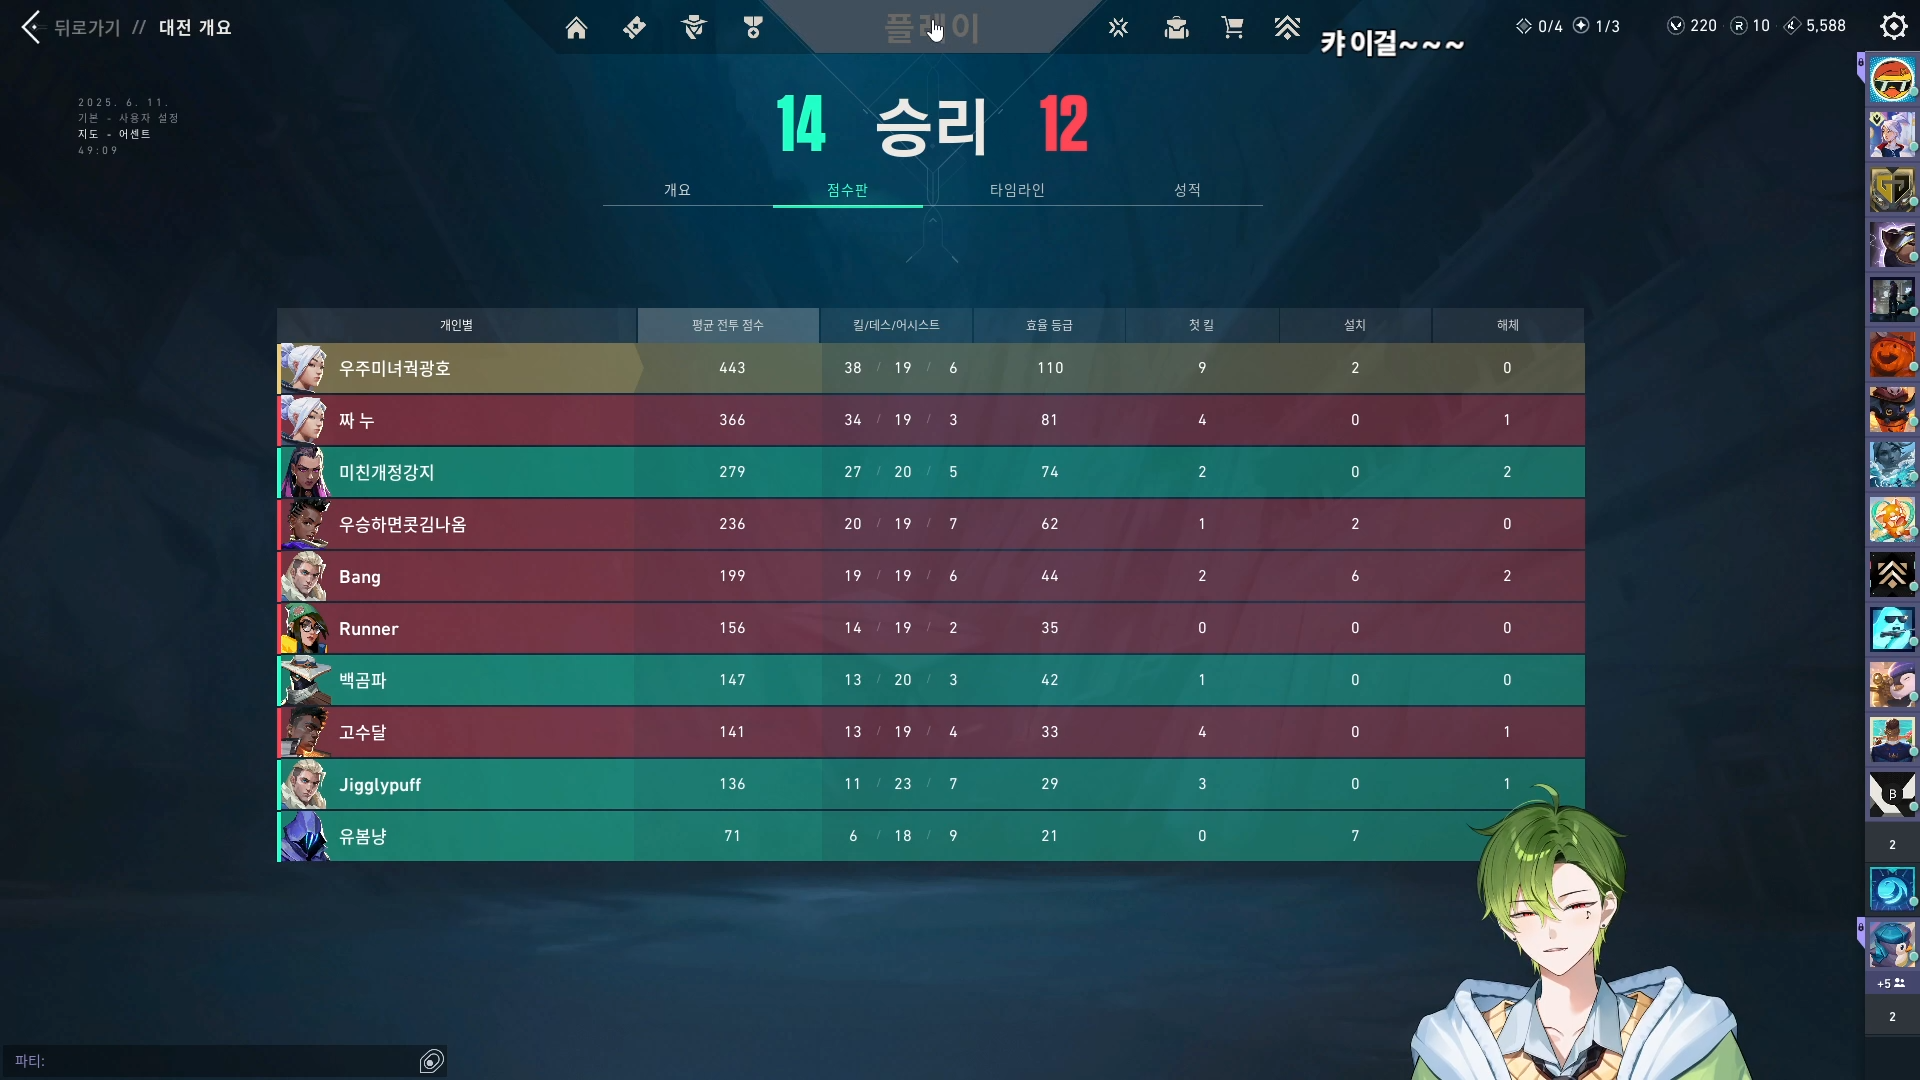 뒤로가기 // 대전 개요
플레이
캬 이걸~~~
0/4 1/3
220 10 5,588
2025. 6. 11.
기본 - 사용자 설정
지도 - 어센트
49:09
14 승리 12
개요 점수판 타임라인 성적
개인별 평균 전투 점수 킬/데스/어시스트 효율 등급 첫 킬 설치 해체
우주미녀궉광호 443 38 / 19 / 6 110 9 2 0
짜 누 366 34 / 19 / 3 81 4 0 1
미친개정강지 279 27 / 20 / 5 74 2 0 2
우승하면콧김나옴 236 20 / 19 / 7 62 1 2 0
Bang 199 19 / 19 / 6 44 2 6 2
Runner 156 14 / 19 / 2 35 0 0 0
백곰파 147 13 / 20 / 3 42 1 0 0
고수달 141 13 / 19 / 4 33 4 0 1
Jigglypuff 136 11 / 23 / 7 29 3 0 1
유봄냥 71 6 / 18 / 9 21 0 7
B
2
+5
2
파티: